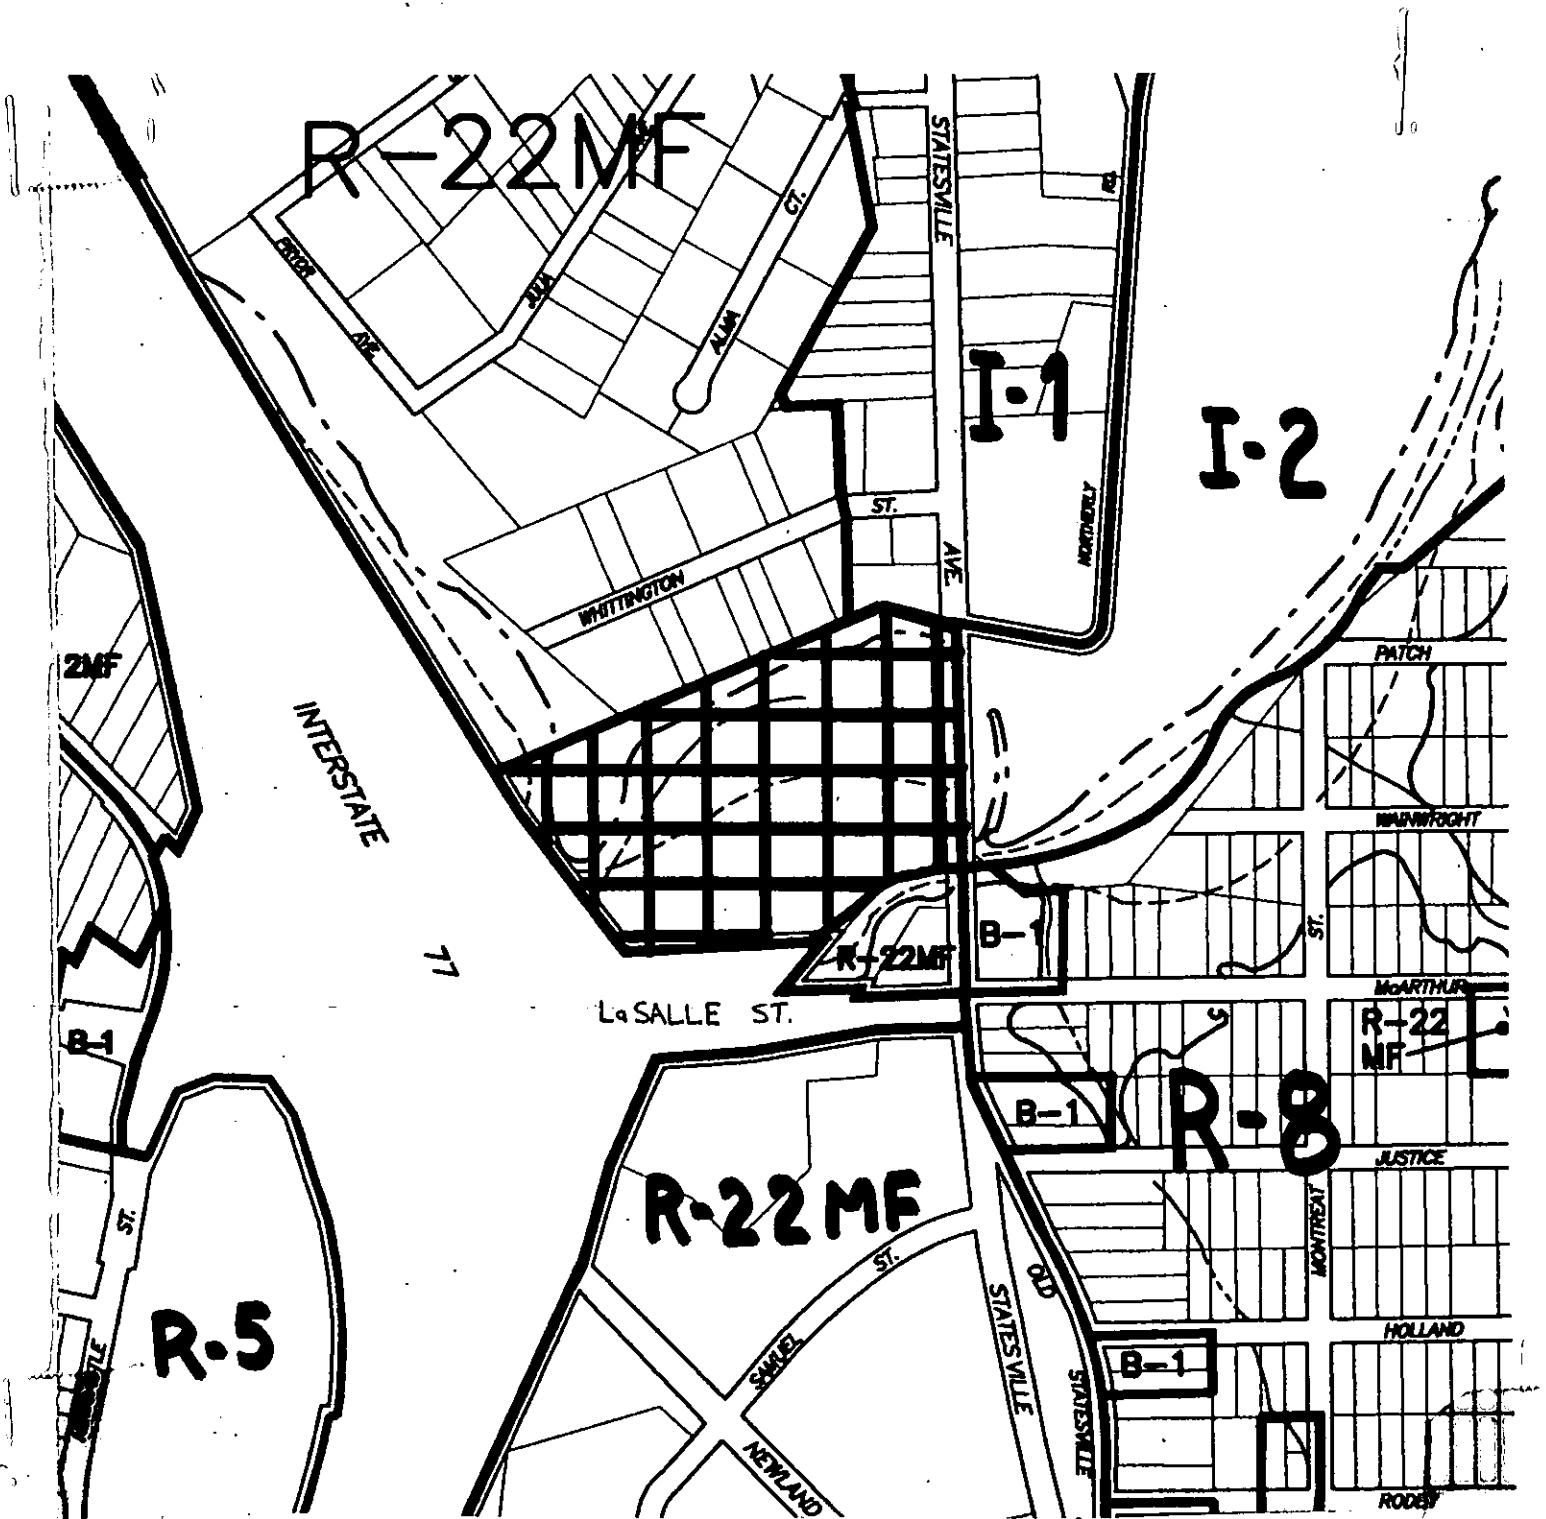 R-22MF
STATESVILLE
RD.
CT.
PRYOR
JULIA
ALMA
AVE.
I-1
I-2
ST.
NORTHERLY
AVE.
WHITTINGTON
PATCH
2MF
INTERSTATE
WAINWRIGHT
ST.
B-1
R-22MF
77
McARTHUR
LaSALLE ST.
R-22
MF
B-1
B-1
R-8
JUSTICE
R-22MF
ST.
MONTREAT
ST.
OLD
STATESVILLE
R-5
HOLLAND
SAMUEL
B-1
STATESVILLE
NEWLAND
RODEY